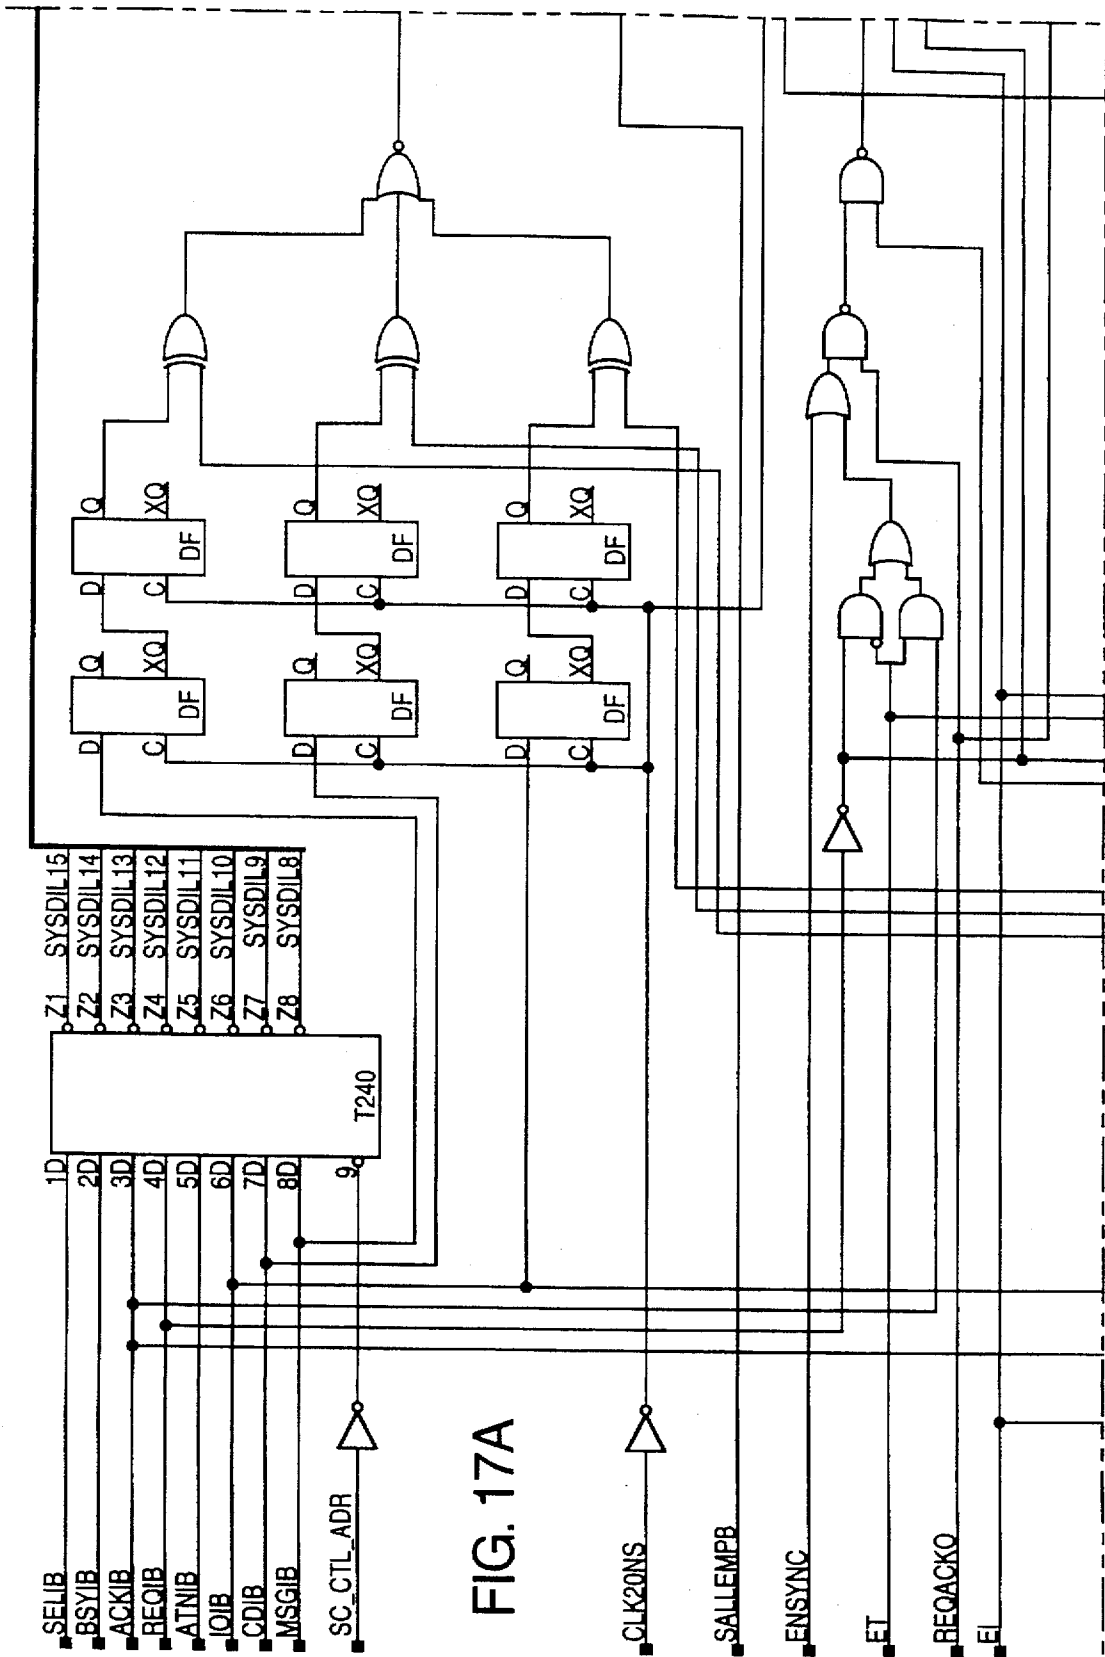 SELIB
BSYIB
ACKIB
REQIB
ATNIB
IOIB
CDIB
MSGIB
SC_CTL_ADR
CLK20NS
SALLEMPB
ENSYNC
ET
REQACKO
EI
FIG. 17A
1D
2D
3D
4D
5D
6D
7D
8D
9
T240
Z1 SYSDIL15
Z2 SYSDIL14
Z3 SYSDIL13
Z4 SYSDIL12
Z5 SYSDIL11
Z6 SYSDIL10
Z7 SYSDIL9
Z8 SYSDIL8
D
C
DF
Q
XQ
D
C
DF
Q
XQ
D
C
DF
Q
XQ
D
C
DF
Q
XQ
D
C
DF
Q
XQ
D
C
DF
Q
XQ